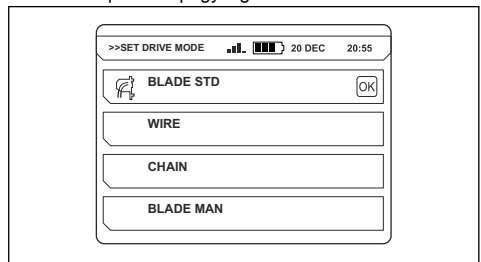 >>SET DRIVE MODE 20 DEC 20:55
BLADE STD OK
WIRE
CHAIN
BLADE MAN